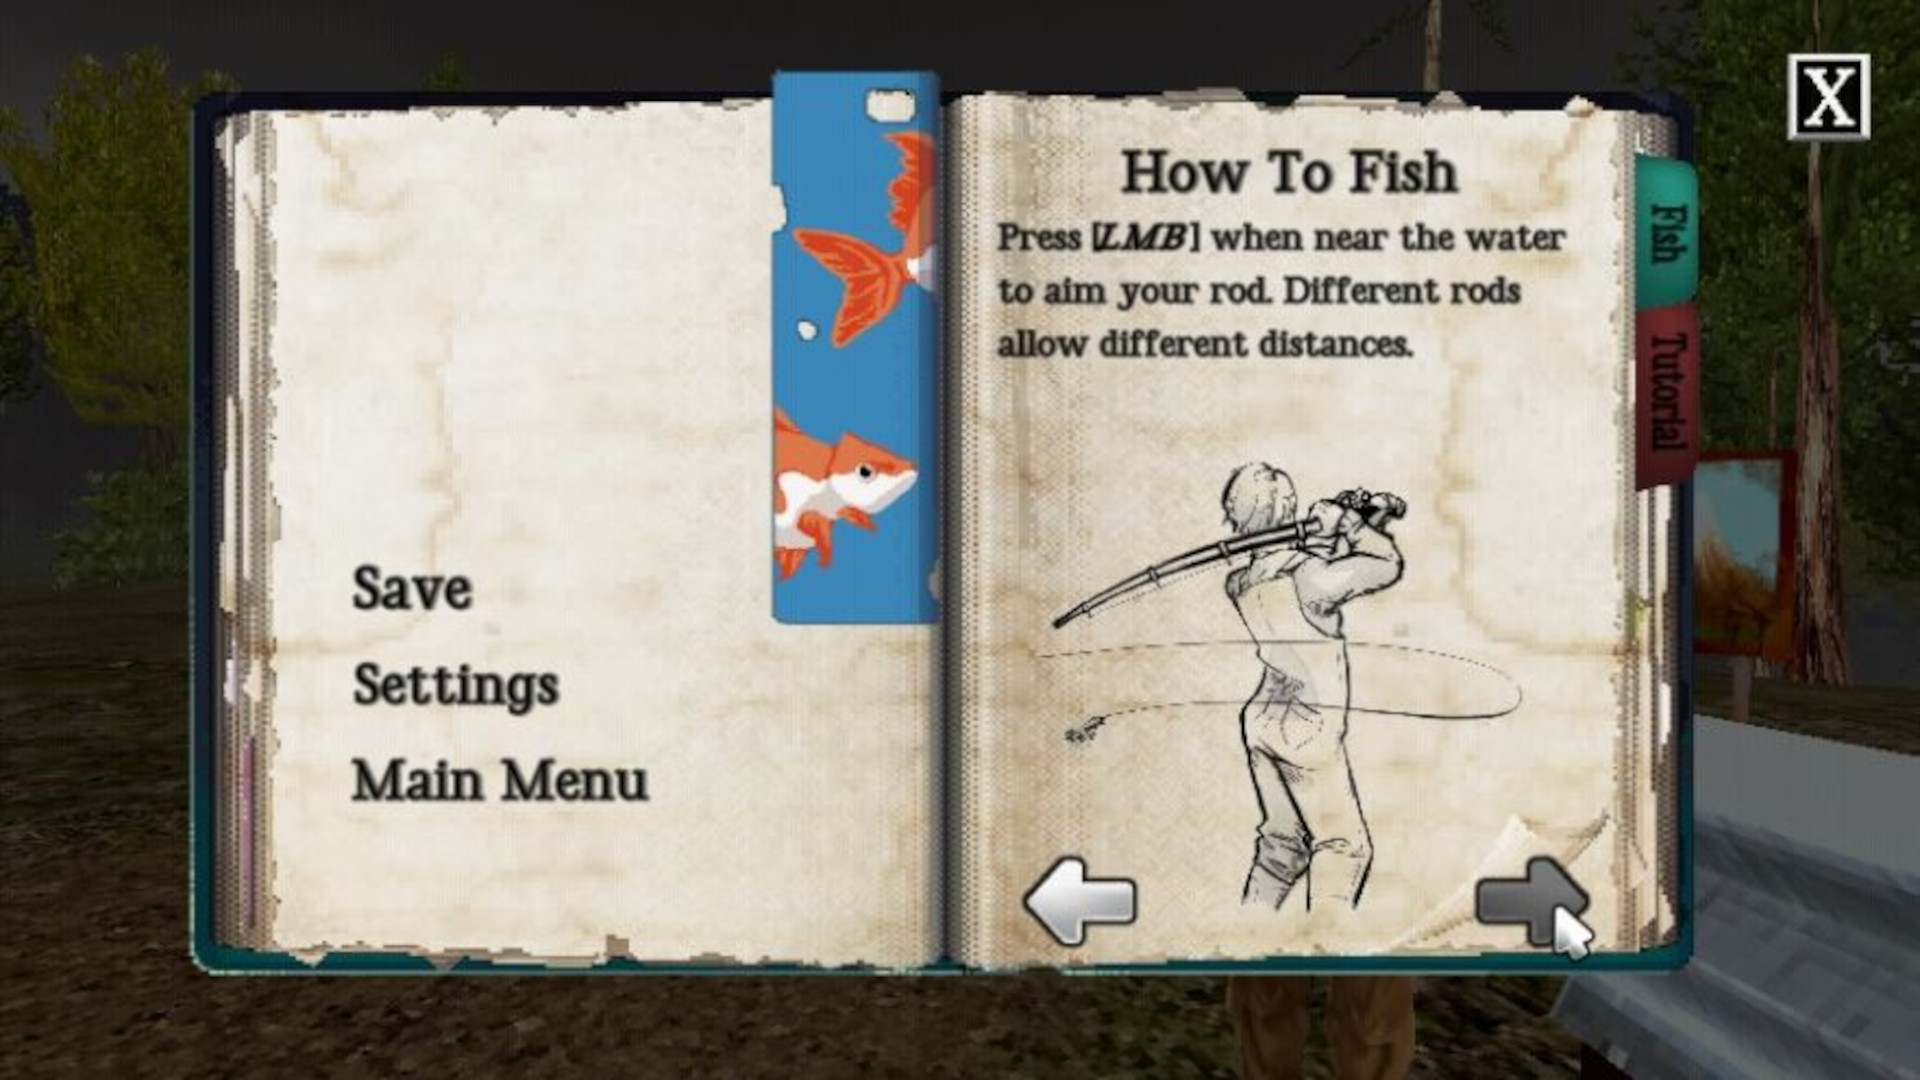 X
How To Fish
Press [LMB] when near the water
to aim your rod. Different rods
allow different distances.
Fish
Tutorial
Save
Settings
Main Menu